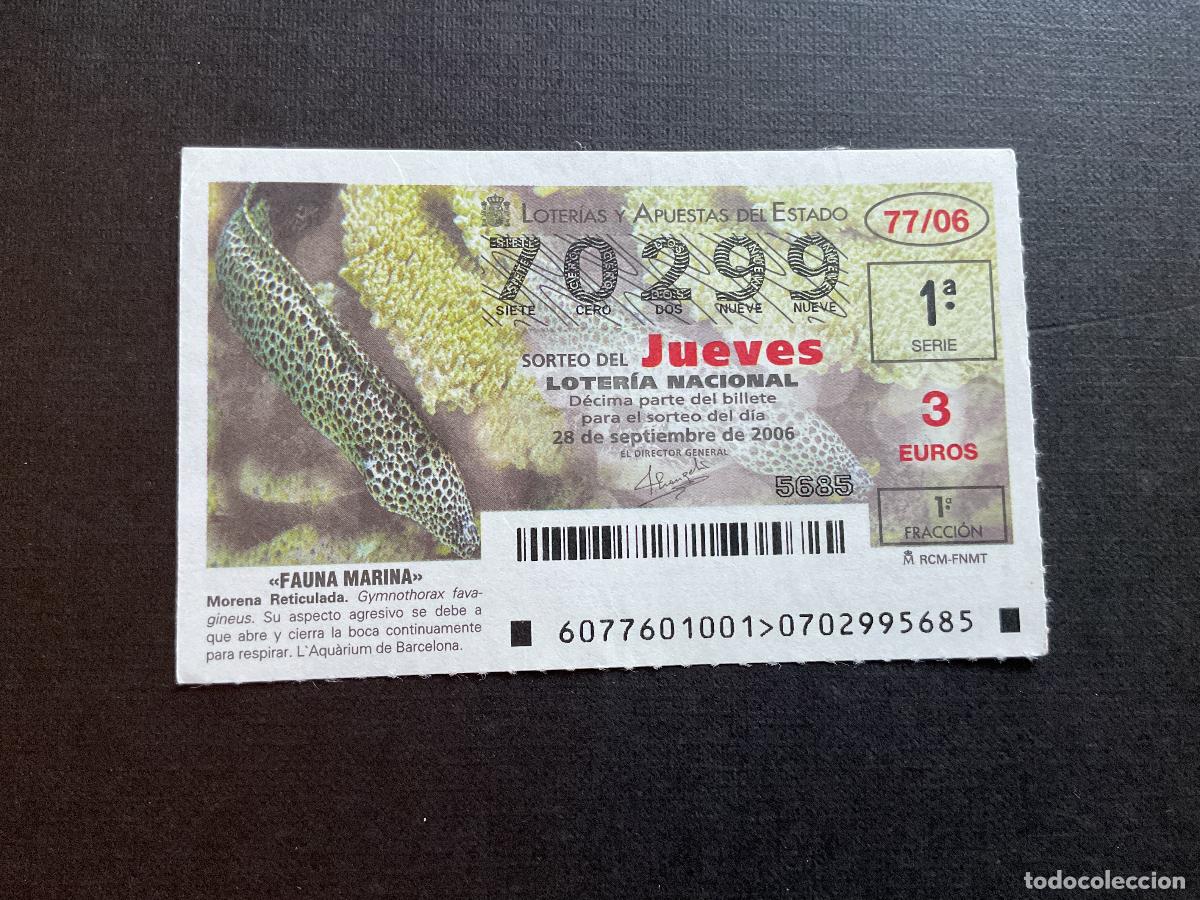 LOTERÍAS Y APUESTAS DEL ESTADO
77/06
70299
SIETE CERO DOS NUEVE NUEVE
1ª
SERIE
SORTEO DEL Jueves
LOTERÍA NACIONAL
Décima parte del billete
para el sorteo del día
28 de septiembre de 2006
EL DIRECTOR GENERAL
3
EUROS
5685
1ª
FRACCIÓN
RCM-FNMT
«FAUNA MARINA»
Morena Reticulada. Gymnothorax fava-
gineus. Su aspecto agresivo se debe a
que abre y cierra la boca continuamente
para respirar. L`Aquàrium de Barcelona.
6077601001>0702995685
todocoleccion